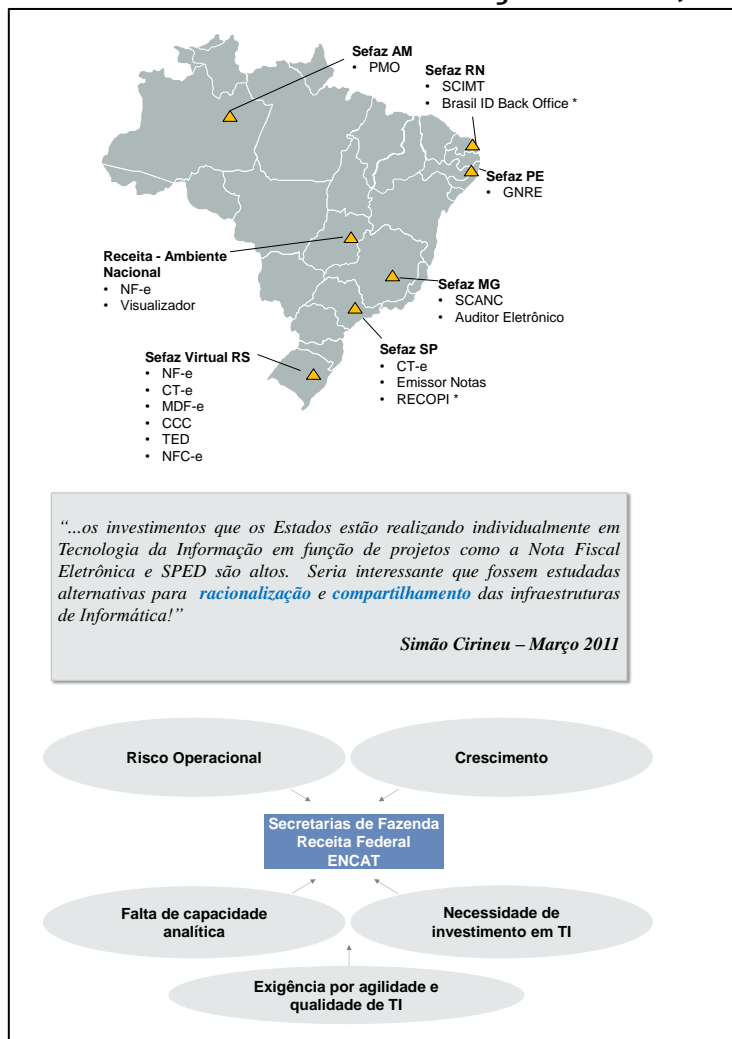 Sefaz AM
• PMO
Sefaz RN
• SCIMT
• Brasil ID Back Office *
Sefaz PE
• GNRE
Receita - Ambiente
Nacional
• NF-e
• Visualizador
Sefaz MG
• SCANC
• Auditor Eletrônico
Sefaz SP
• CT-e
• Emissor Notas
• RECOPI *
Sefaz Virtual RS
• NF-e
• CT-e
• MDF-e
• CCC
• TED
• NFC-e
“...os investimentos que os Estados estão realizando individualmente em
Tecnologia da Informação em função de projetos como a Nota Fiscal
Eletrônica e SPED são altos. Seria interessante que fossem estudadas
alternativas para racionalização e compartilhamento das infraestruturas
de Informática!”
Simão Cirineu – Março 2011
Risco Operacional
Crescimento
Secretarias de Fazenda
Receita Federal
ENCAT
Falta de capacidade
analítica
Necessidade de
investimento em TI
Exigência por agilidade e
qualidade de TI